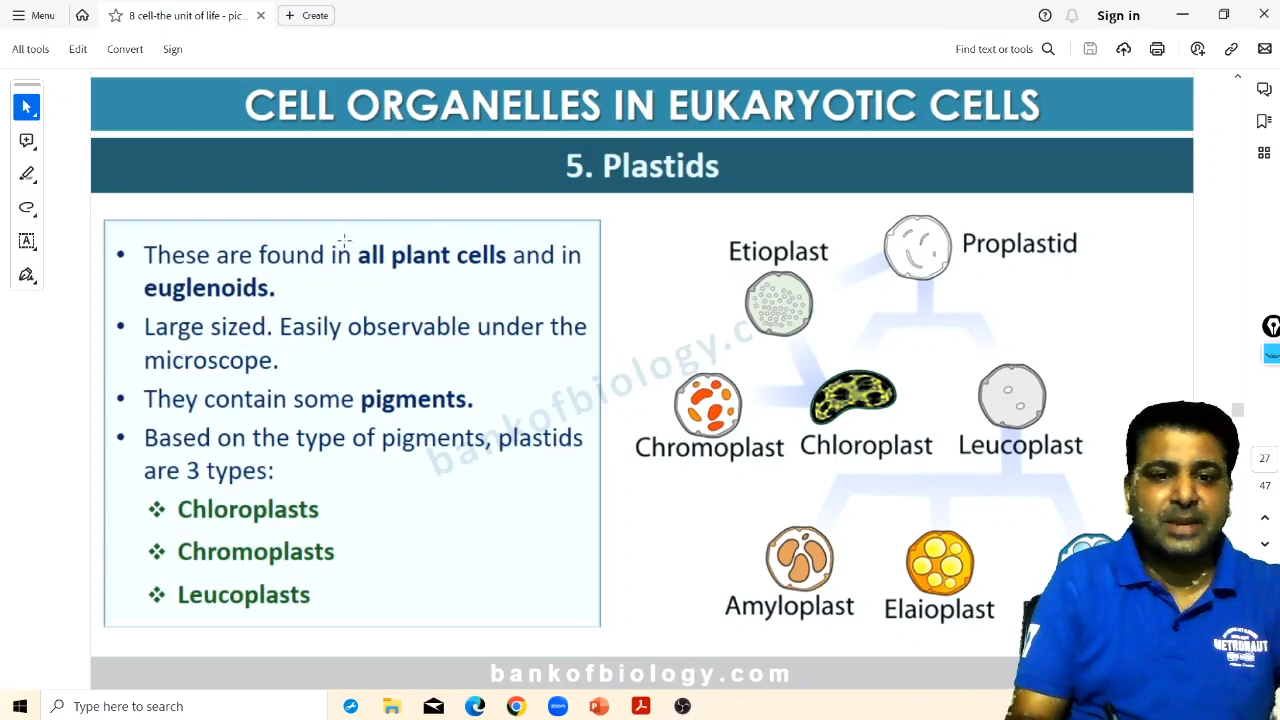 Menu
8 cell-the unit of life - pic...
+ Create
Sign in
All tools Edit Convert Sign
Find text or tools
CELL ORGANELLES IN EUKARYOTIC CELLS
5. Plastids
• These are found in all plant cells and in
euglenoids.
• Large sized. Easily observable under the
microscope.
• They contain some pigments.
• Based on the type of pigments, plastids
are 3 types:
❖ Chloroplasts
❖ Chromoplasts
❖ Leucoplasts
Etioplast
Proplastid
Chromoplast
Chloroplast
Leucoplast
Amyloplast
Elaioplast
bankofbiology.c
bankofbiology.com
27
47
METRONAUT
Type here to search
zoom